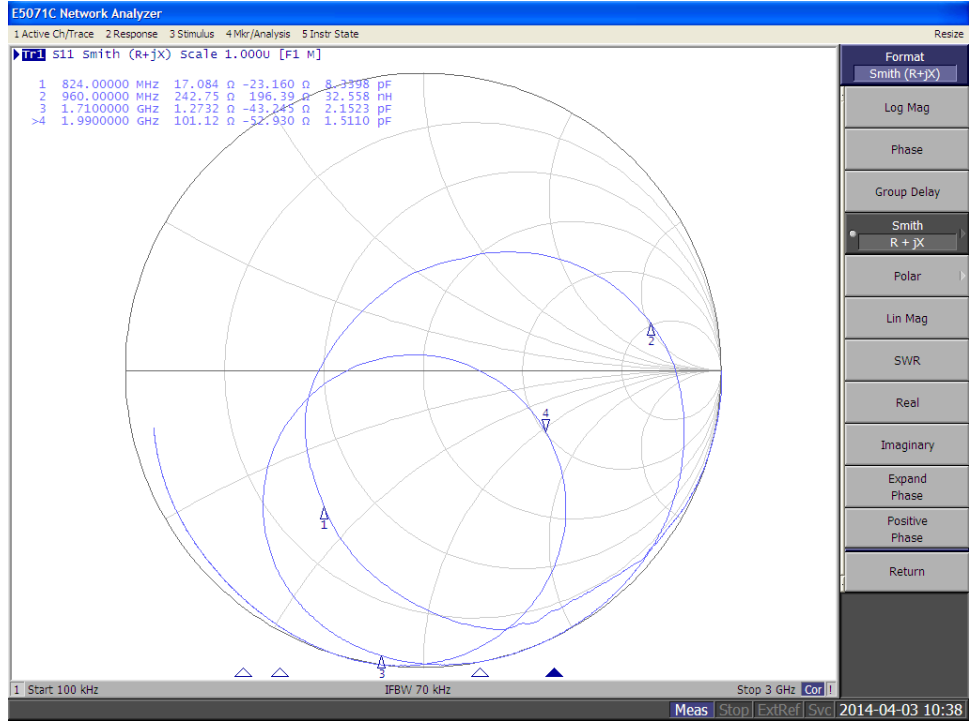 E5071C Network Analyzer
1 Active Ch/Trace 2 Response 3 Stimulus 4 Mkr/Analysis 5 Instr State Resize
Tr1 S11 Smith (R+jX) Scale 1.000U [F1 M]
1 824.00000 MHz 17.084 Ω -23.160 Ω 8.3398 pF
2 960.00000 MHz 242.75 Ω 196.39 Ω 32.558 nH
3 1.7100000 GHz 1.2732 Ω -43.245 Ω 2.1523 pF
>4 1.9900000 GHz 101.12 Ω -52.930 Ω 1.5110 pF
2
4
1
3
1 Start 100 kHz IFBW 70 kHz Stop 3 GHz Cor !
Format
Smith (R+jX)
Log Mag
Phase
Group Delay
Smith
R + jX
Polar
Lin Mag
SWR
Real
Imaginary
Expand
Phase
Positive
Phase
Return
Meas Stop ExtRef Svc 2014-04-03 10:38